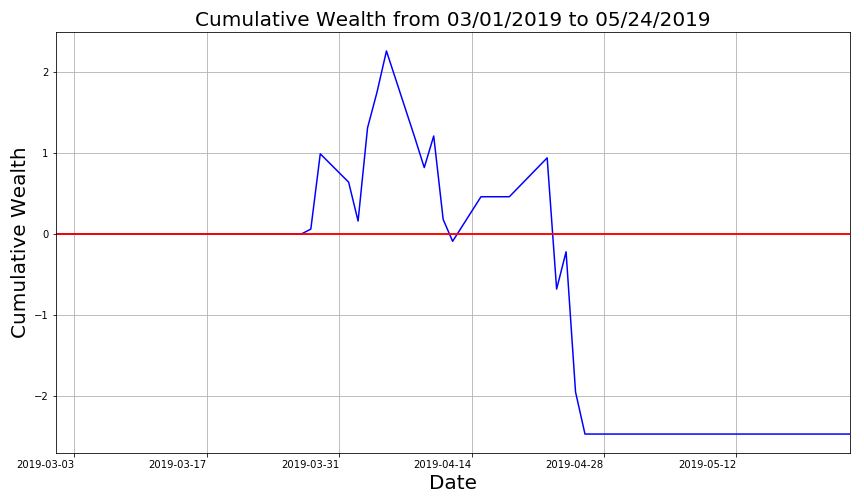 Cumulative Wealth from 03/01/2019 to 05/24/2019
Cumulative Wealth
2
1
0
−1
−2
2019-03-03 2019-03-17 2019-03-31 2019-04-14 2019-04-28 2019-05-12
Date